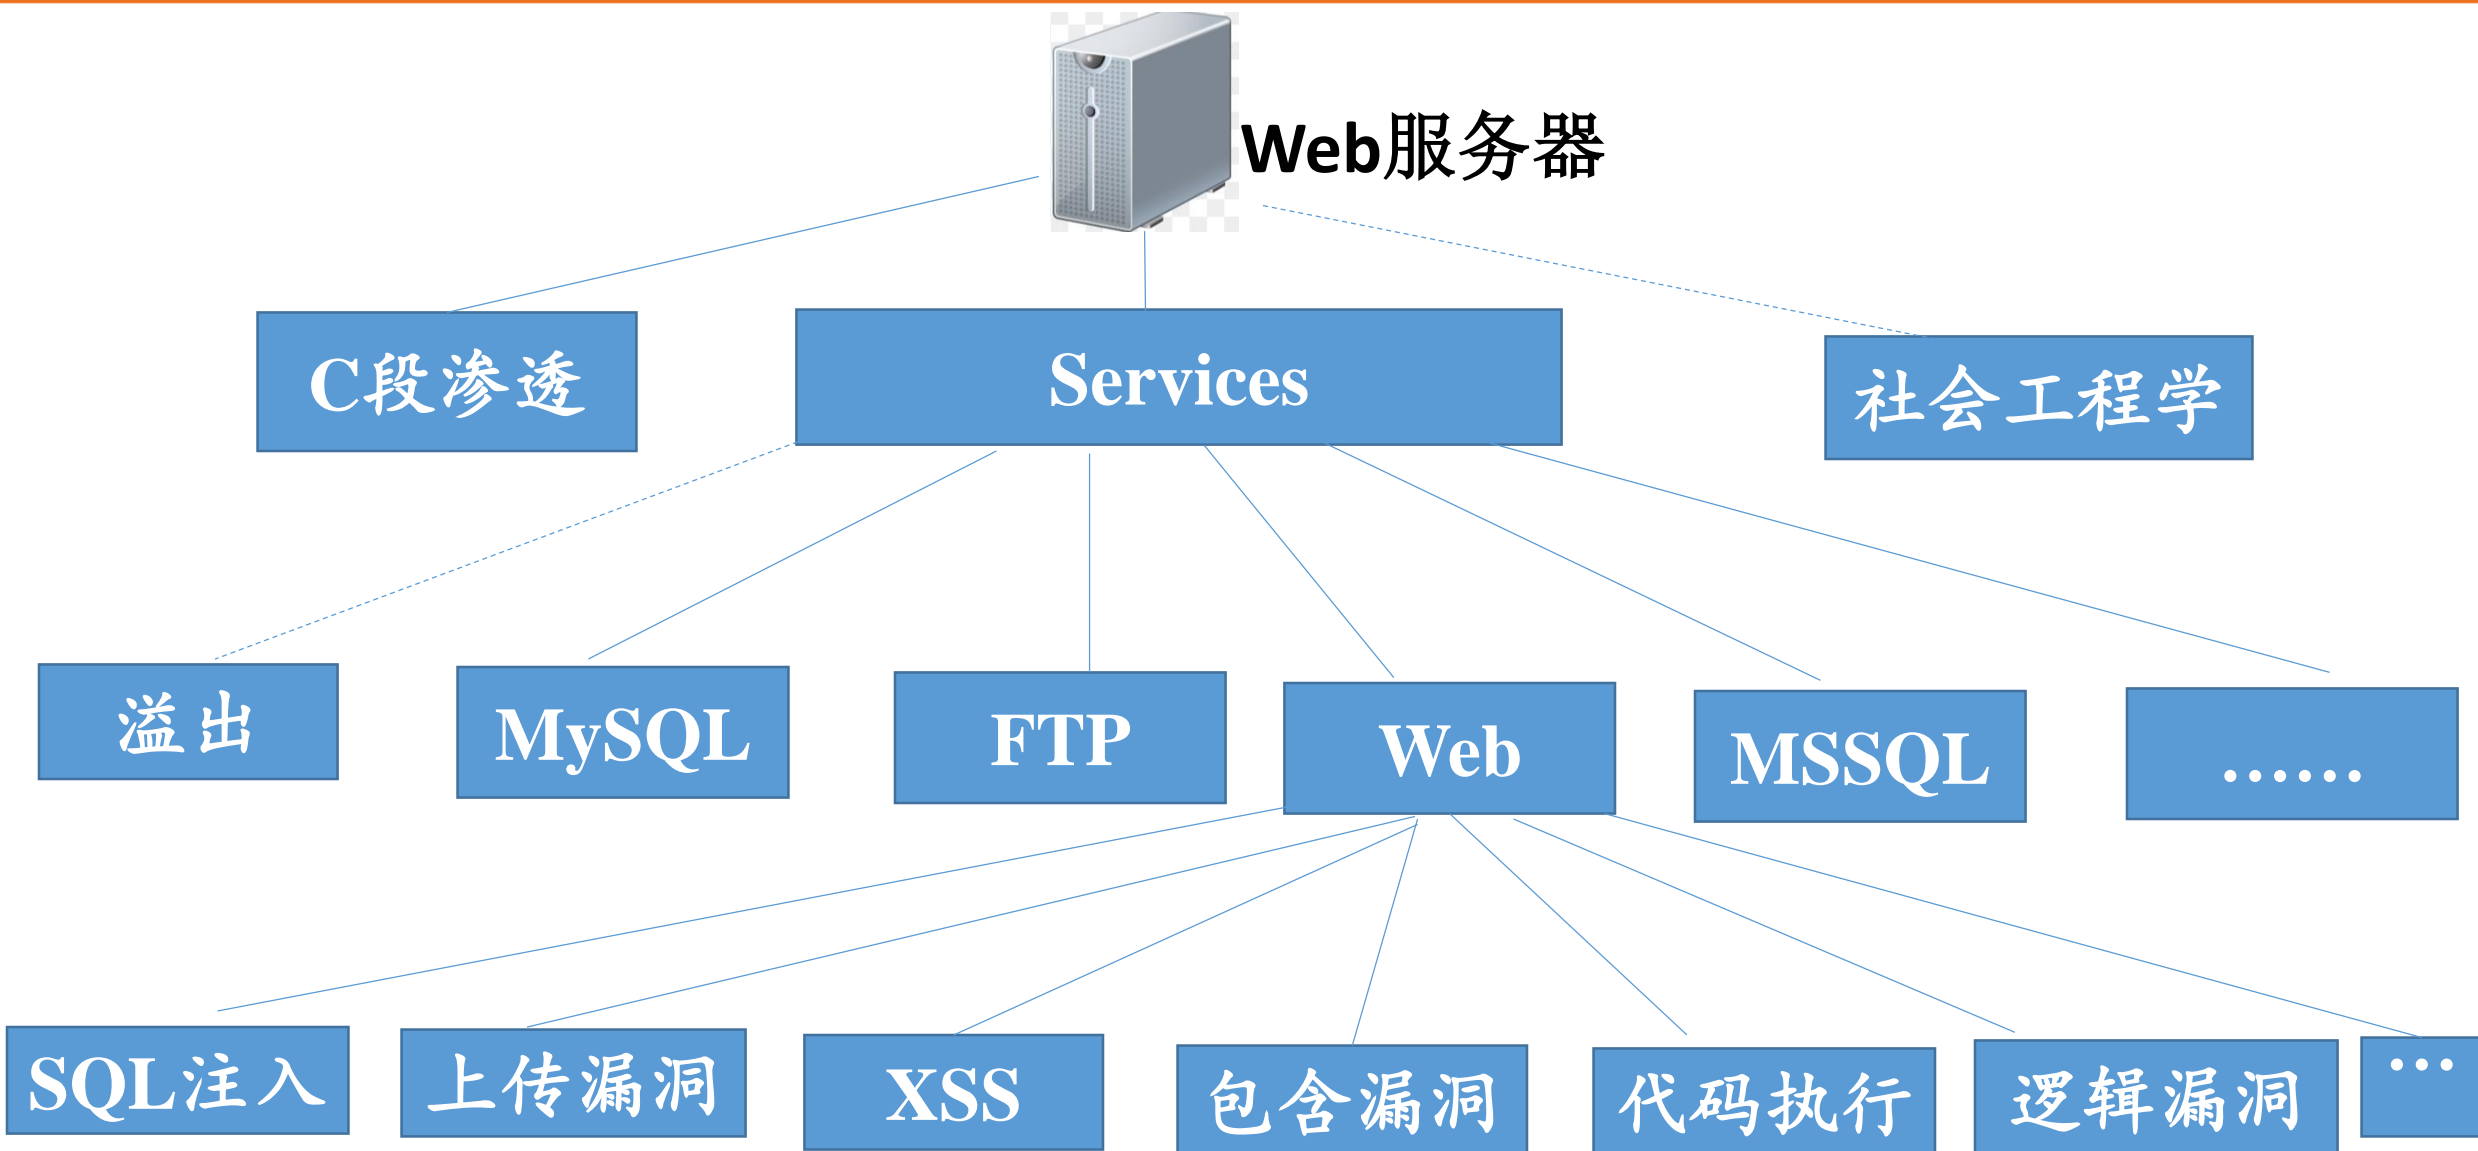 Web服务器
C段渗透
Services
社会工程学
溢出
MySQL
FTP
Web
MSSQL
……
SQL注入
上传漏洞
XSS
包含漏洞
代码执行
逻辑漏洞
…